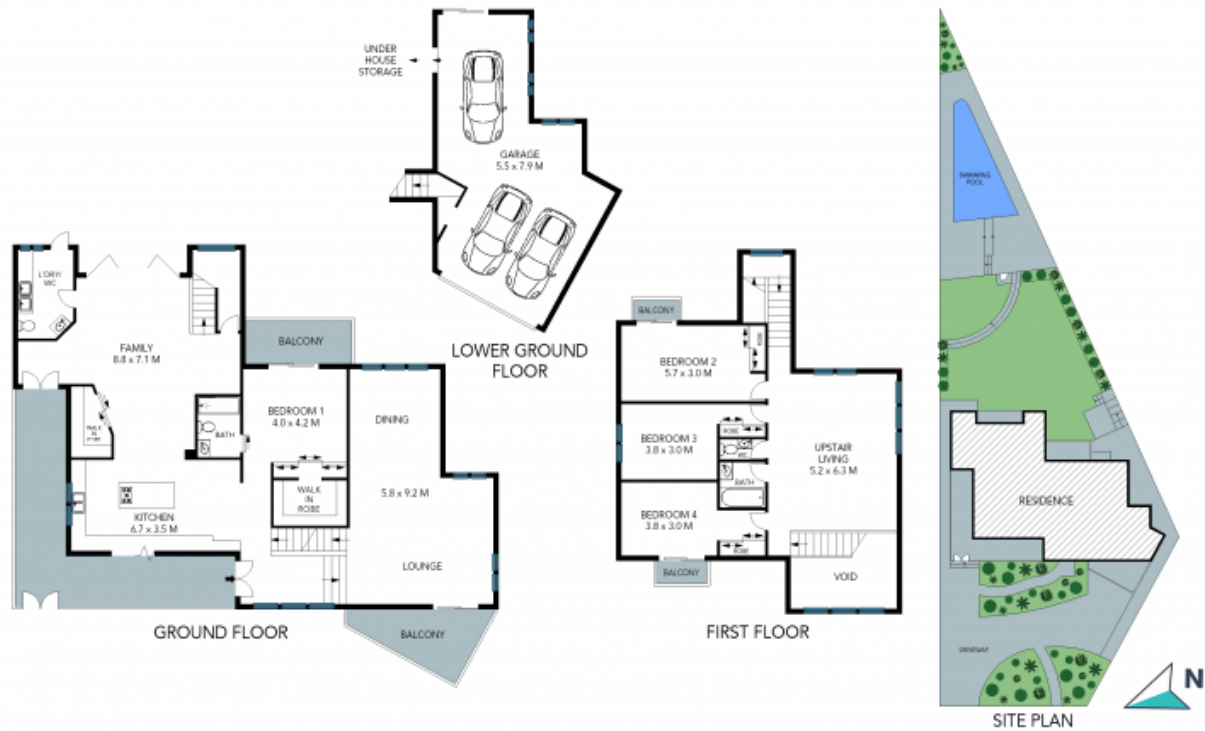 UNDER
HOUSE
STORAGE
GARAGE
5.5 x 7.9 M
LOWER GROUND
FLOOR
L'DRY/
WC
FAMILY
8.8 x 7.1 M
BALCONY
WALK
IN
BATH
BEDROOM 1
4.0 x 4.2 M
DINING
WALK
IN
ROBE
5.8 x 9.2 M
KITCHEN
6.7 x 3.5 M
LOUNGE
BALCONY
GROUND FLOOR
BALCONY
BEDROOM 2
5.7 x 3.0 M
ROBE
BEDROOM 3
3.8 x 3.0 M
ROBE
WC
BATH
UPSTAIR
LIVING
5.2 x 6.3 M
BEDROOM 4
3.8 x 3.0 M
ROBE
BALCONY
VOID
FIRST FLOOR
SWIMMING
POOL
RESIDENCE
DRIVEWAY
SITE PLAN
N